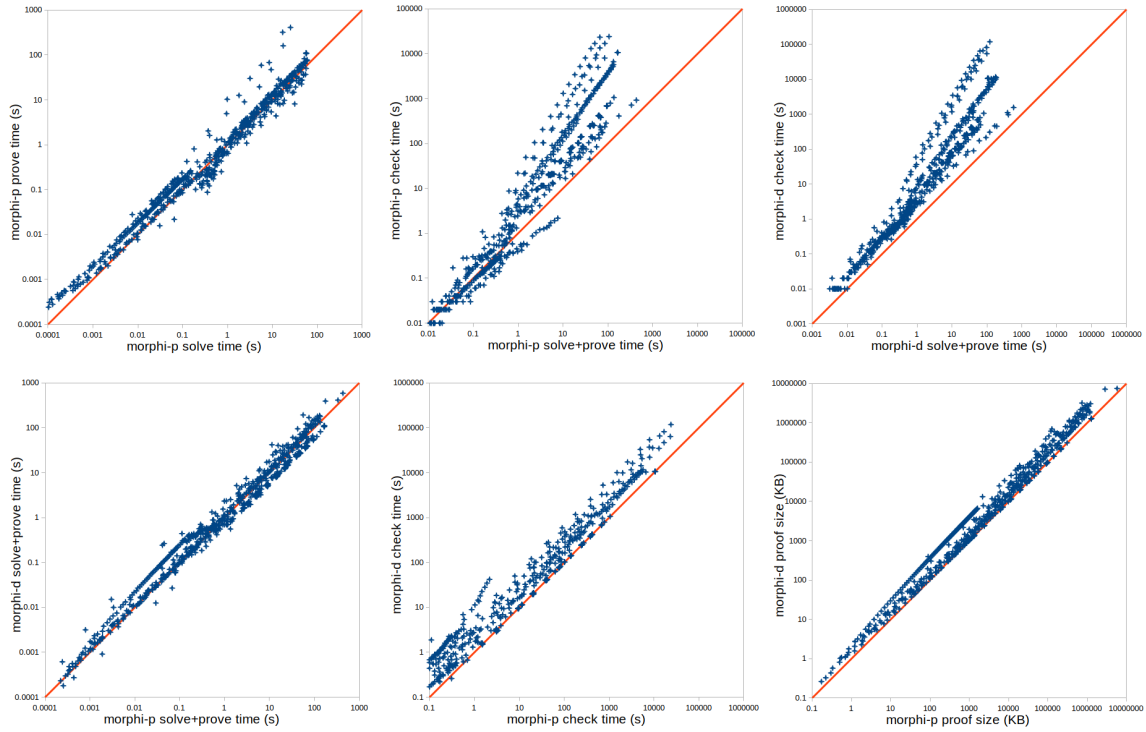 morphi-p prove time (s)
1000
100
10
1
0.1
0.01
0.001
0.0001
0.0001 0.001 0.01 0.1 1 10 100 1000
morphi-p solve time (s)
morphi-p check time (s)
100000
10000
1000
100
10
1
0.1
0.01
0.01 0.1 1 10 100 1000 10000 100000
morphi-p solve+prove time (s)
morphi-d check time (s)
1000000
100000
10000
1000
100
10
1
0.1
0.01
0.001
0.001 0.01 0.1 1 10 100 1000 10000 100000 1000000
morphi-d solve+prove time (s)
morphi-d solve+prove time (s)
1000
100
10
1
0.1
0.01
0.001
0.0001
0.0001 0.001 0.01 0.1 1 10 100 1000
morphi-p solve+prove time (s)
morphi-d check time (s)
1000000
100000
10000
1000
100
10
1
0.1
0.1 1 10 100 1000 10000 100000 1000000
morphi-p check time (s)
morphi-d proof size (KB)
10000000
1000000
100000
10000
1000
100
10
1
0.1
0.1 1 10 100 1000 10000 100000 1000000 10000000
morphi-p proof size (KB)